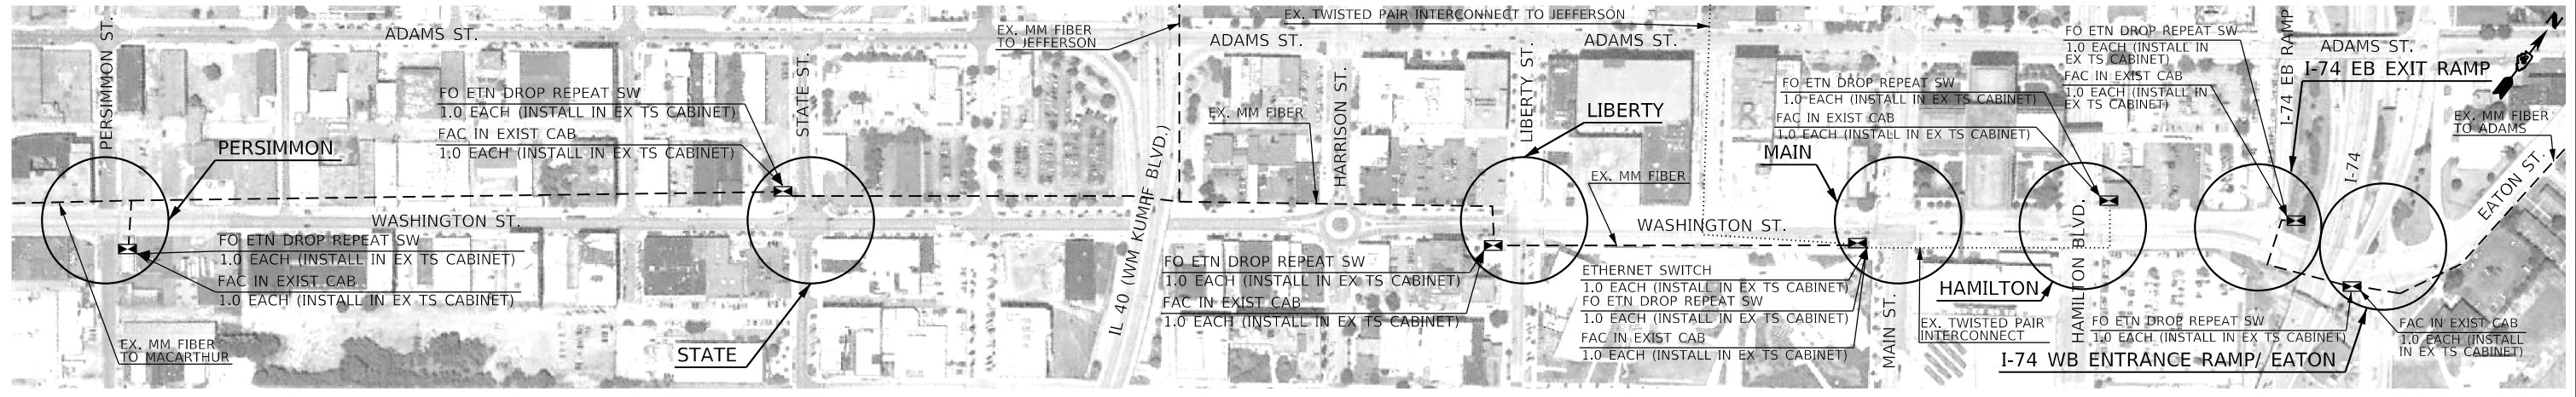 PERSIMMON ST.
ADAMS ST.
PERSIMMON
FO ETN DROP REPEAT SW
1.0 EACH (INSTALL IN EX TS CABINET)
FAC IN EXIST CAB
1.0 EACH (INSTALL IN EX TS CABINET)
STATE ST.
WASHINGTON ST.
FO ETN DROP REPEAT SW
1.0 EACH (INSTALL IN EX TS CABINET)
FAC IN EXIST CAB
1.0 EACH (INSTALL IN EX TS CABINET)
EX. MM FIBER
TO MACARTHUR
STATE
EX. MM FIBER
TO JEFFERSON
IL 40 (WM KUMPF BLVD.)
EX. TWISTED PAIR INTERCONNECT TO JEFFERSON
ADAMS ST.
EX. MM FIBER
HARRISON ST.
LIBERTY ST.
ADAMS ST.
LIBERTY
FO ETN DROP REPEAT SW
1.0 EACH (INSTALL IN EX TS CABINET)
FAC IN EXIST CAB
1.0 EACH (INSTALL IN EX TS CABINET)
EX. MM FIBER
WASHINGTON ST.
ETHERNET SWITCH
1.0 EACH (INSTALL IN EX TS CABINET)
FO ETN DROP REPEAT SW
1.0 EACH (INSTALL IN EX TS CABINET)
FAC IN EXIST CAB
1.0 EACH (INSTALL IN EX TS CABINET)
FO ETN DROP REPEAT SW
1.0 EACH (INSTALL IN EX TS CABINET)
FAC IN EXIST CAB
1.0 EACH (INSTALL IN EX TS CABINET)
MAIN
MAIN ST.
HAMILTON
EX. TWISTED PAIR
INTERCONNECT
HAMILTON BLVD.
FO ETN DROP REPEAT SW
1.0 EACH (INSTALL IN
EX TS CABINET)
FAC IN EXIST CAB
1.0 EACH (INSTALL IN
EX TS CABINET)
I-74 EB RAMP
ADAMS ST.
I-74 EB EXIT RAMP
N
EX. MM FIBER
TO ADAMS
I-74
EATON ST.
FO ETN DROP REPEAT SW
1.0 EACH (INSTALL IN EX TS CABINET)
FAC IN EXIST CAB
1.0 EACH (INSTALL
IN EX TS CABINET)
I-74 WB ENTRANCE RAMP/ EATON